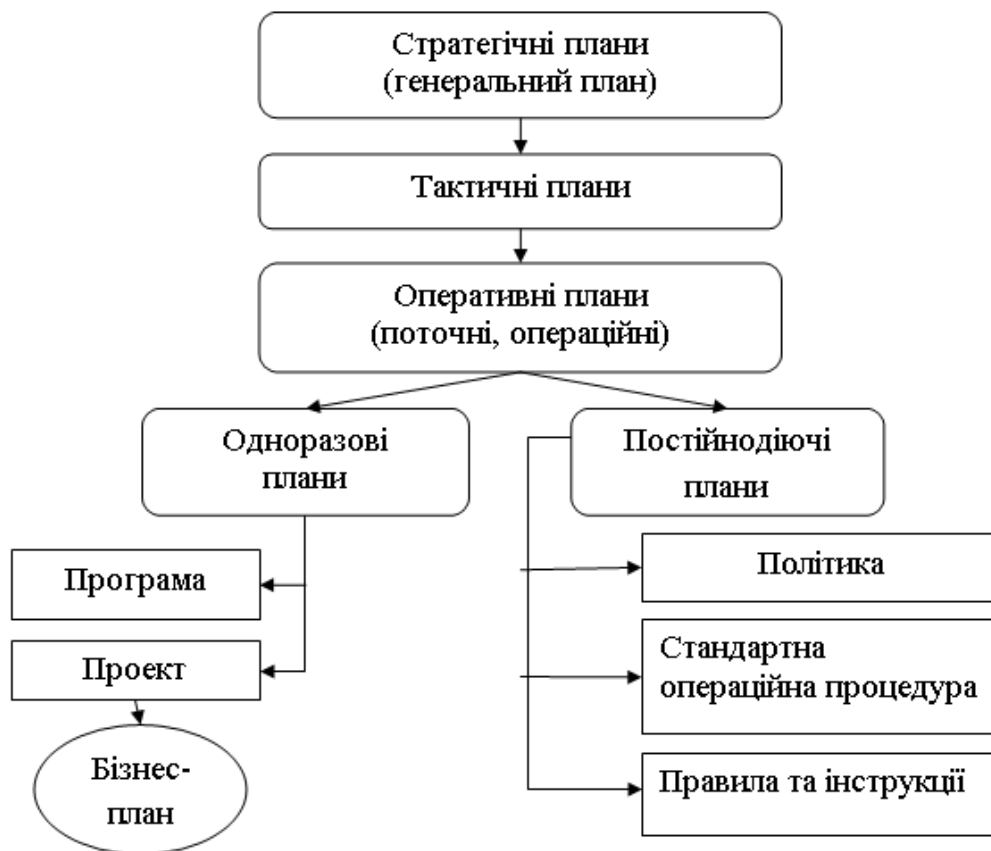 Стратегічні плани
(генеральний план)
Тактичні плани
Оперативні плани
(поточні, операційні)
Одноразові
плани
Постійнодіючі
плани
Програма
Проект
Бізнес-
план
Політика
Стандартна
операційна процедура
Правила та інструкції